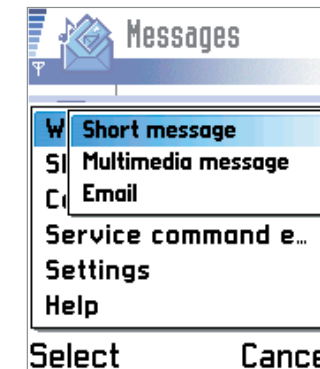 Messages
Short message
Multimedia message
Email
Service command e...
Settings
Help
Select Cance